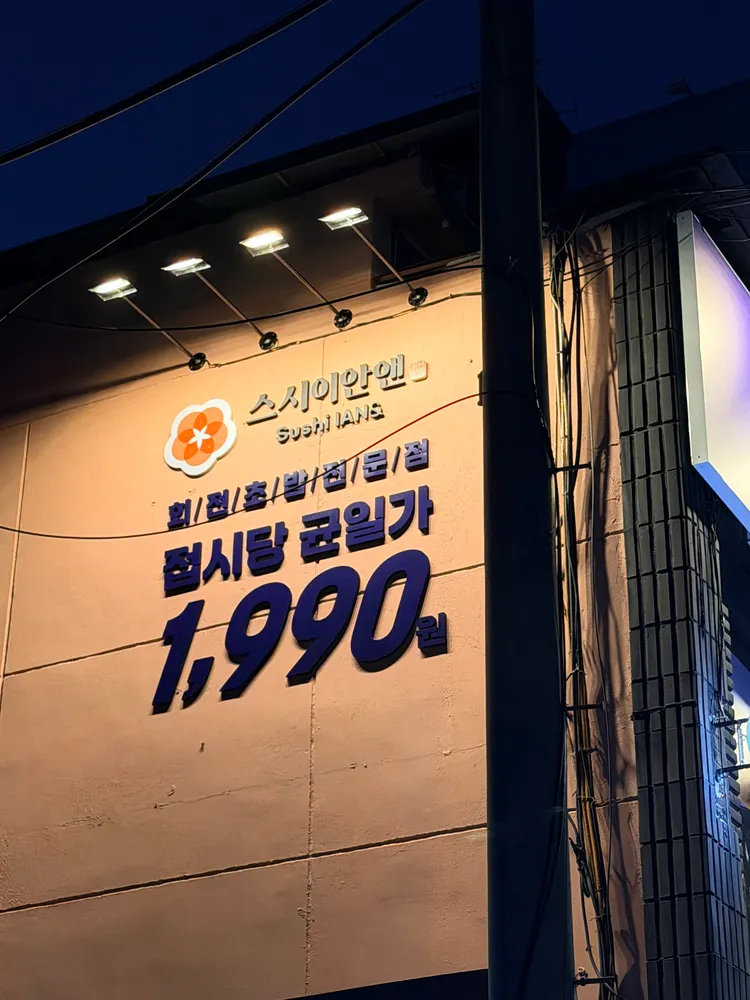 스시이안앤
Sushi IAN&
회/전/초/밥/전/문/점
접시당 균일가
1,990원